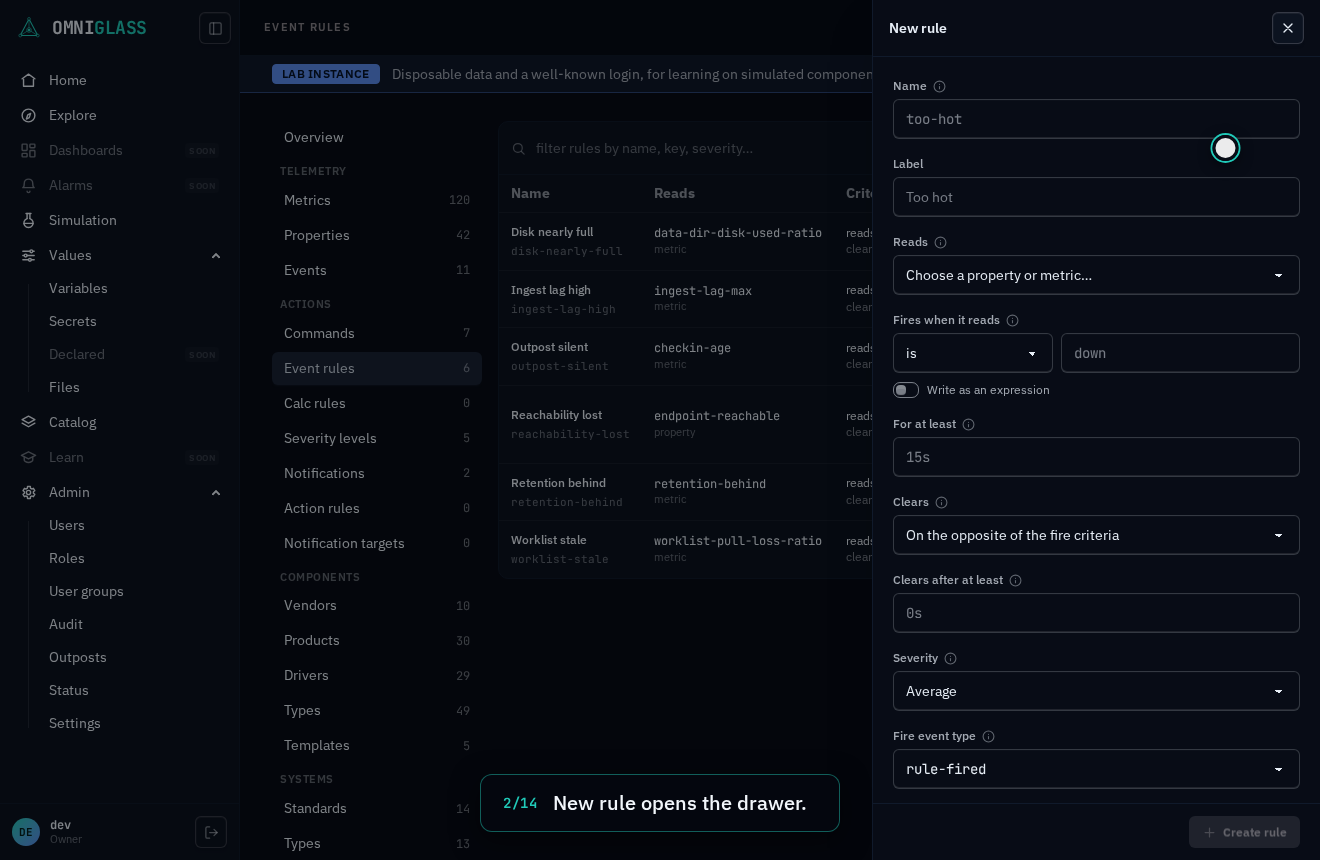 OMNIGLASS
Home
Explore
Dashboards SOON
Alarms SOON
Simulation
Values
Variables
Secrets
Declared SOON
Files
Catalog
Learn SOON
Admin
Users
Roles
User groups
Audit
Outposts
Status
Settings
DE dev
Owner
EVENT RULES
LAB INSTANCE Disposable data and a well-known login, for learning on simulated componen
Overview
TELEMETRY
Metrics 120
Properties 42
Events 11
ACTIONS
Commands 7
Event rules 6
Calc rules 0
Severity levels 5
Notifications 2
Action rules 0
Notification targets 0
COMPONENTS
Vendors 10
Products 30
Drivers 29
Types 49
Templates 5
SYSTEMS
Standards 14
Types 13
filter rules by name, key, severity...
Name Reads Crite
Disk nearly full data-dir-disk-used-ratio reads
disk-nearly-full metric clear
Ingest lag high ingest-lag-max reads
ingest-lag-high metric clear
Outpost silent checkin-age reads
outpost-silent metric clear
Reachability lost endpoint-reachable reads
reachability-lost property clear
Retention behind retention-behind reads
retention-behind metric clear
Worklist stale worklist-pull-loss-ratio reads
worklist-stale metric clear
2/14 New rule opens the drawer.
New rule
Name
too-hot
Label
Too hot
Reads
Choose a property or metric...
Fires when it reads
is down
Write as an expression
For at least
15s
Clears
On the opposite of the fire criteria
Clears after at least
0s
Severity
Average
Fire event type
rule-fired
Create rule